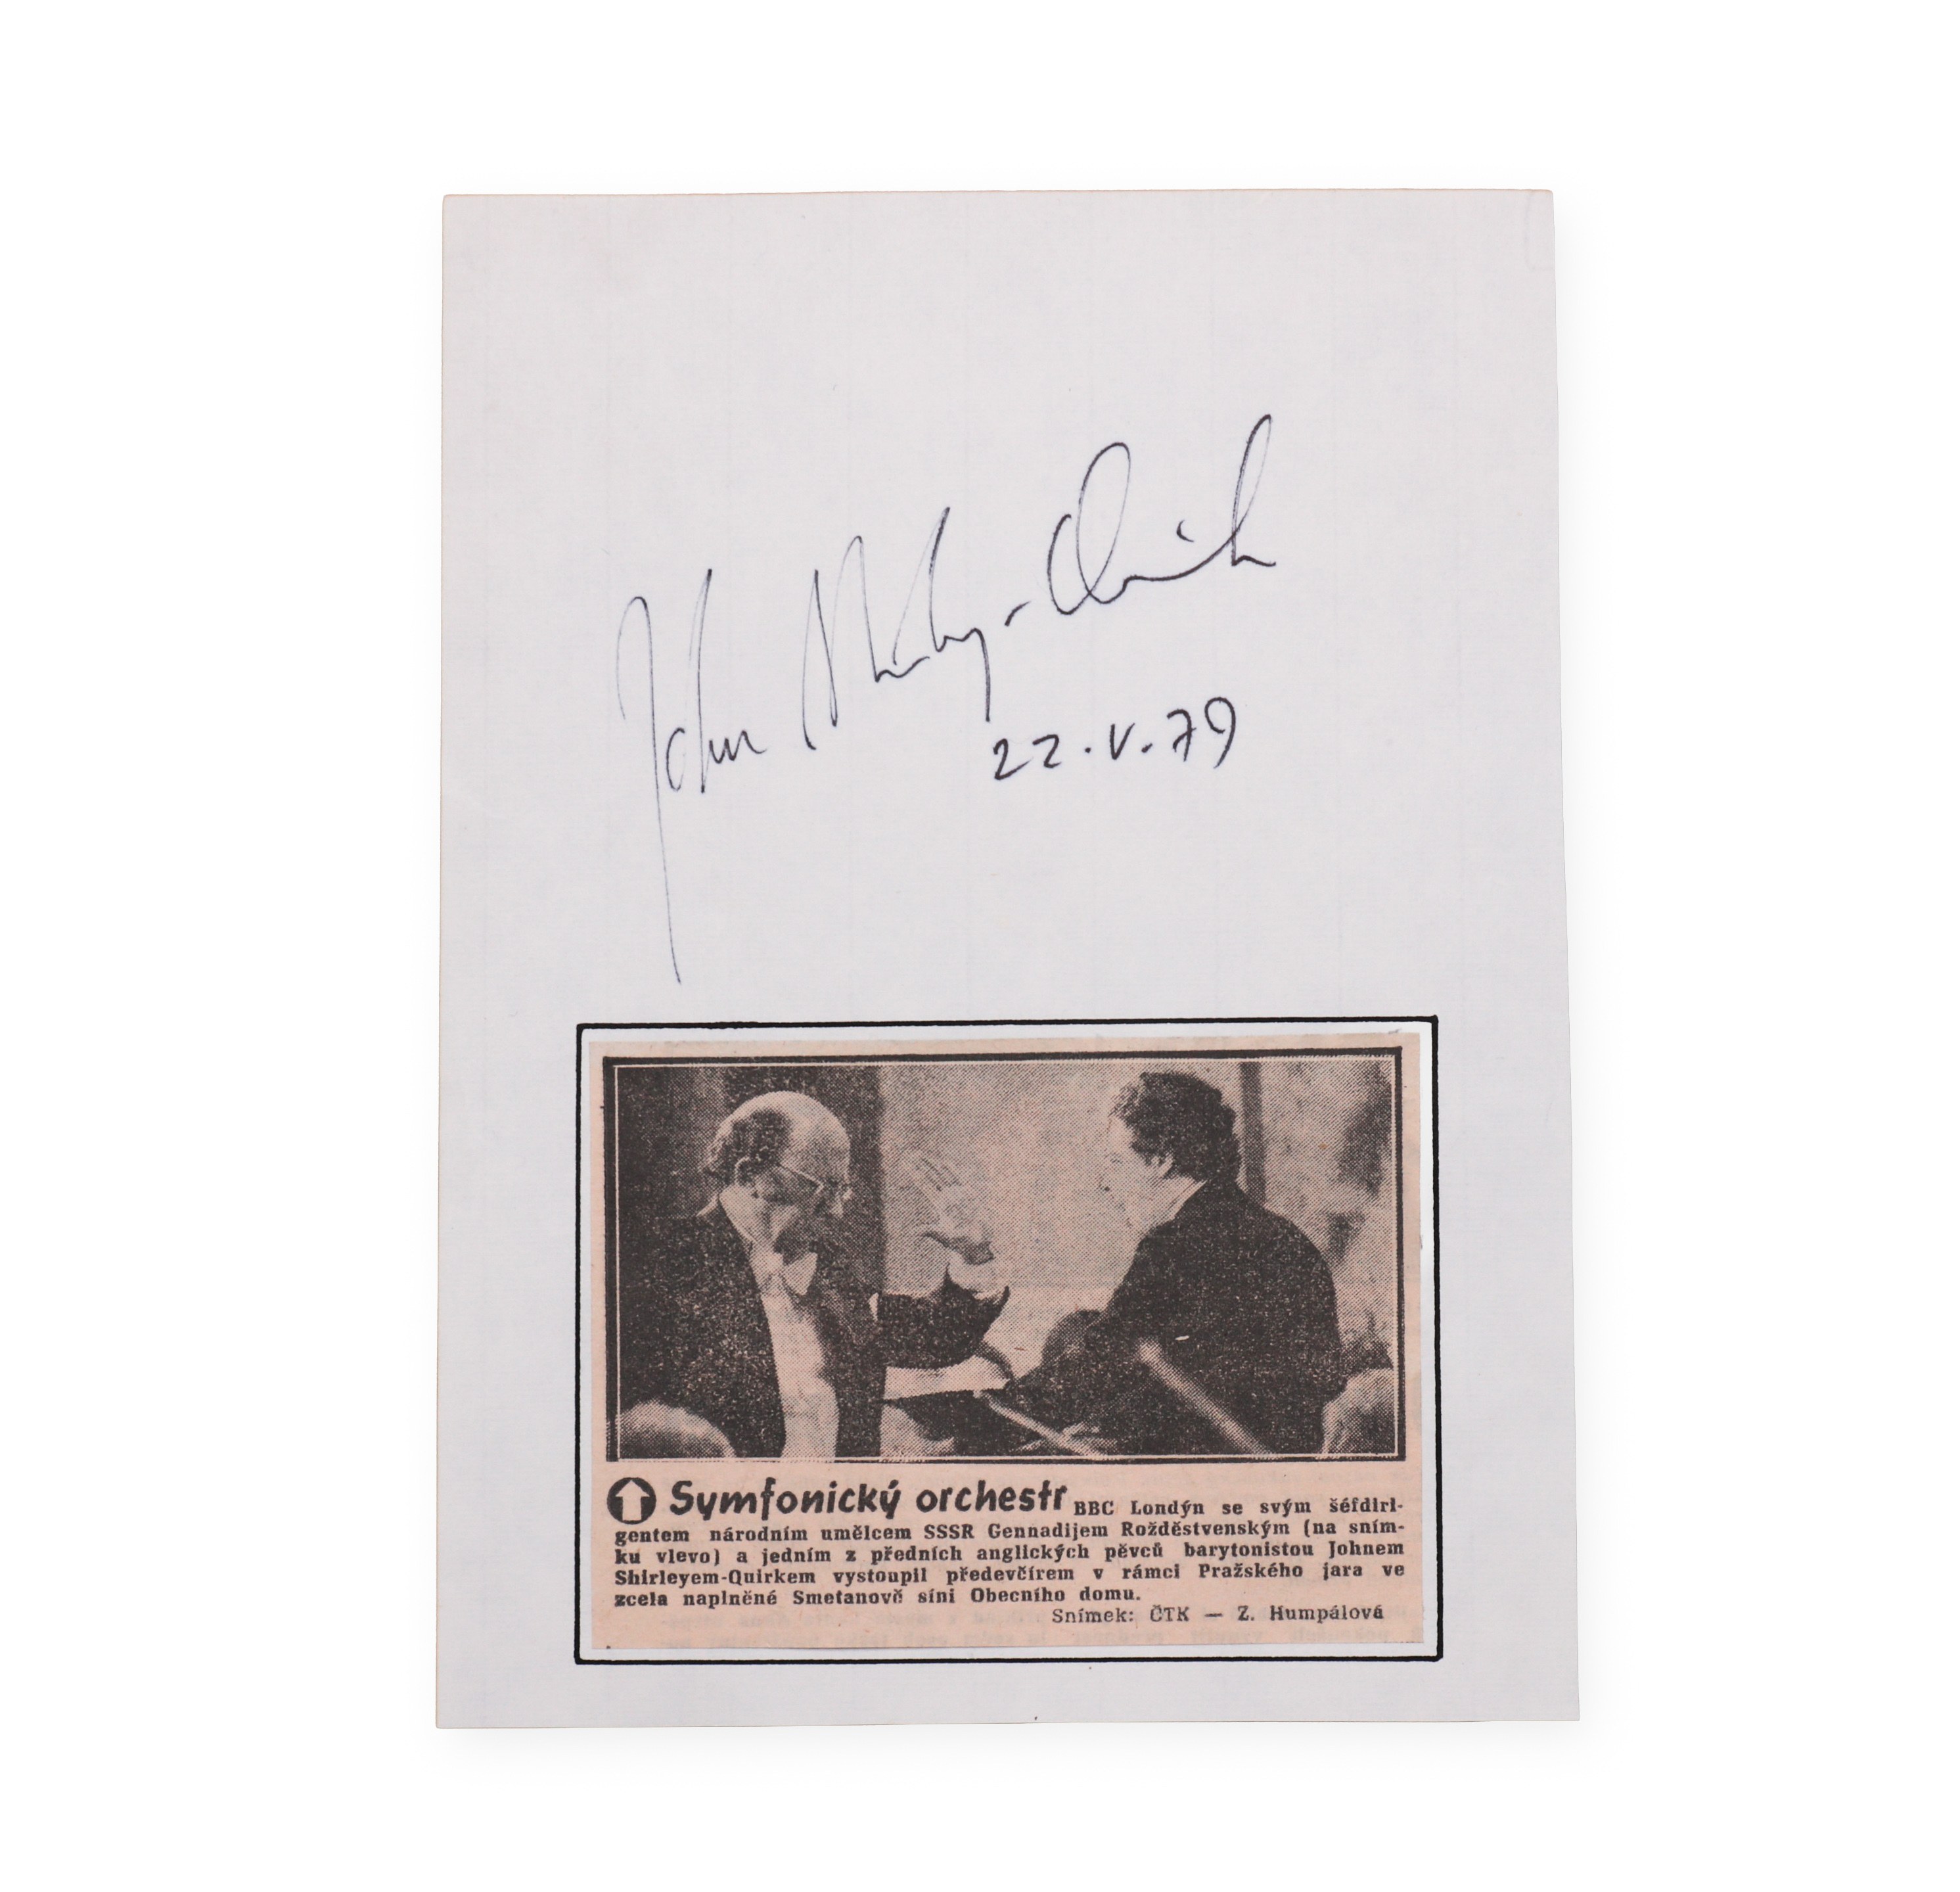 John Shirley-Quirk
22.V.79
Symfonický orchestr BBC Londýn se svým šéfdiri-
gentem národním umělcem SSSR Gennadijem Rožděstvenským (na sním-
ku vlevo) a jedním z předních anglických pěvců barytonistou Johnem
Shirleyem-Quirkem vystoupil předevčírem v rámci Pražského jara ve
zcela naplněné Smetanově síni Obecního domu.
Snímek: ČTK — Z. Humpálová